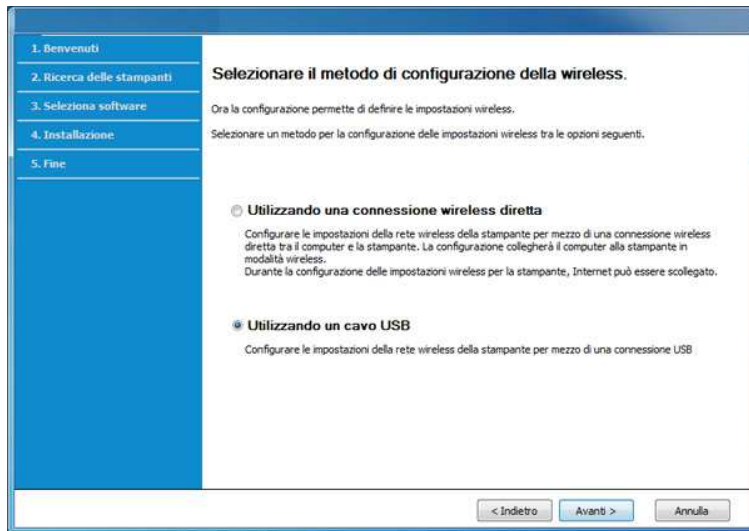 1. Benvenuti
2. Ricerca delle stampanti
3. Seleziona software
4. Installazione
5. Fine
Selezionare il metodo di configurazione della wireless.
Ora la configurazione permette di definire le impostazioni wireless.
Selezionare un metodo per la configurazione delle impostazioni wireless tra le opzioni seguenti.
Utilizzando una connessione wireless diretta
Configurare le impostazioni della rete wireless della stampante per mezzo di una connessione wireless
diretta tra il computer e la stampante. La configurazione collegherà il computer alla stampante in
modalità wireless.
Durante la configurazione delle impostazioni wireless per la stampante, Internet può essere scollegato.
Utilizzando un cavo USB
Configurare le impostazioni della rete wireless della stampante per mezzo di una connessione USB
< Indietro
Avanti >
Annulla